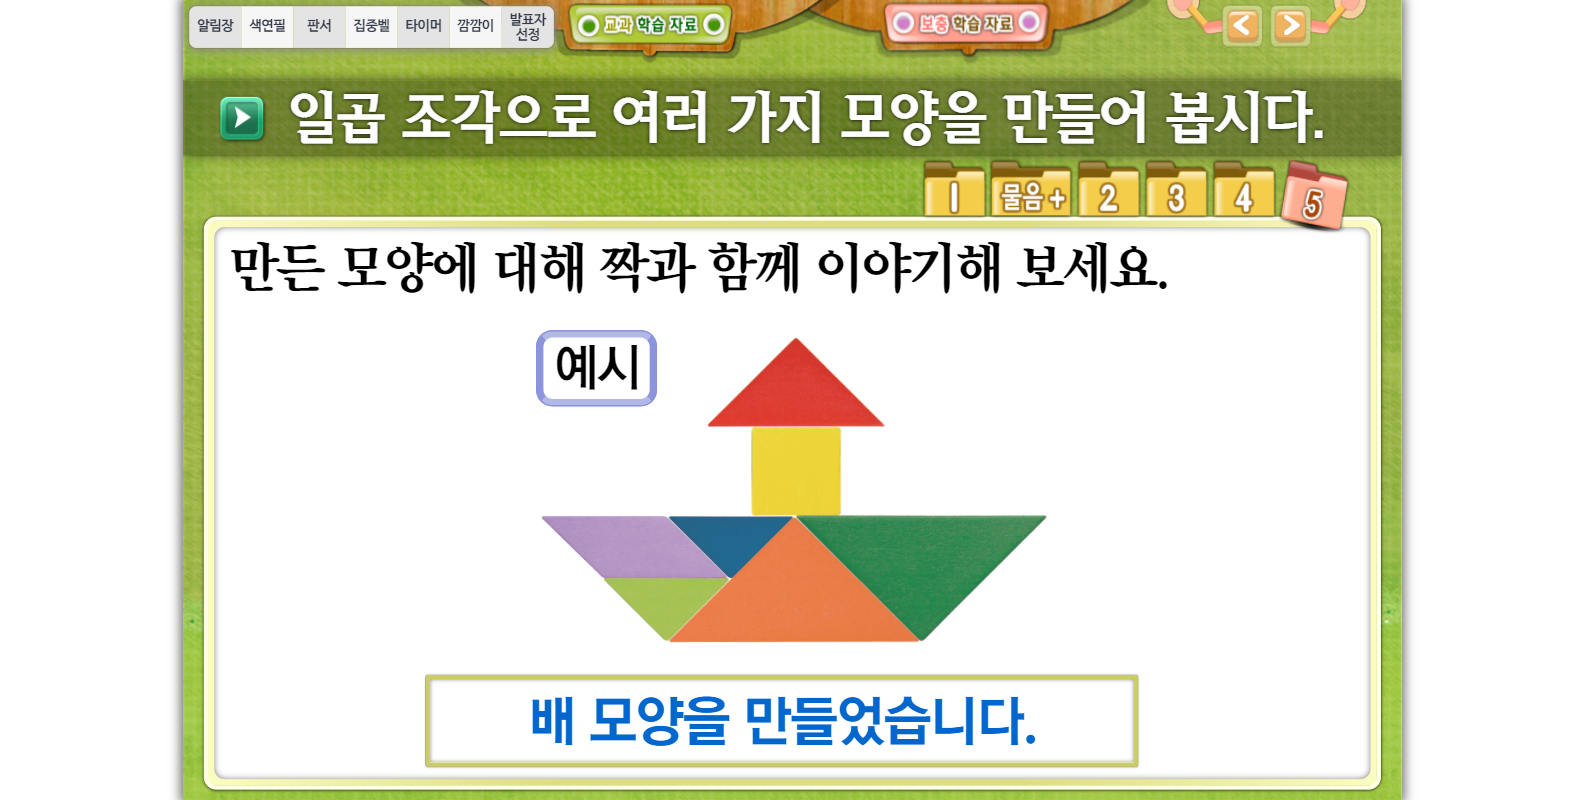 알림장 색연필 판서 집중벨 타이머 깜깜이 발표자 선정
교과 학습 자료
보충 학습 자료
일곱 조각으로 여러 가지 모양을 만들어 봅시다.
1 물음+ 2 3 4 5
만든 모양에 대해 짝과 함께 이야기해 보세요.
예시
배 모양을 만들었습니다.